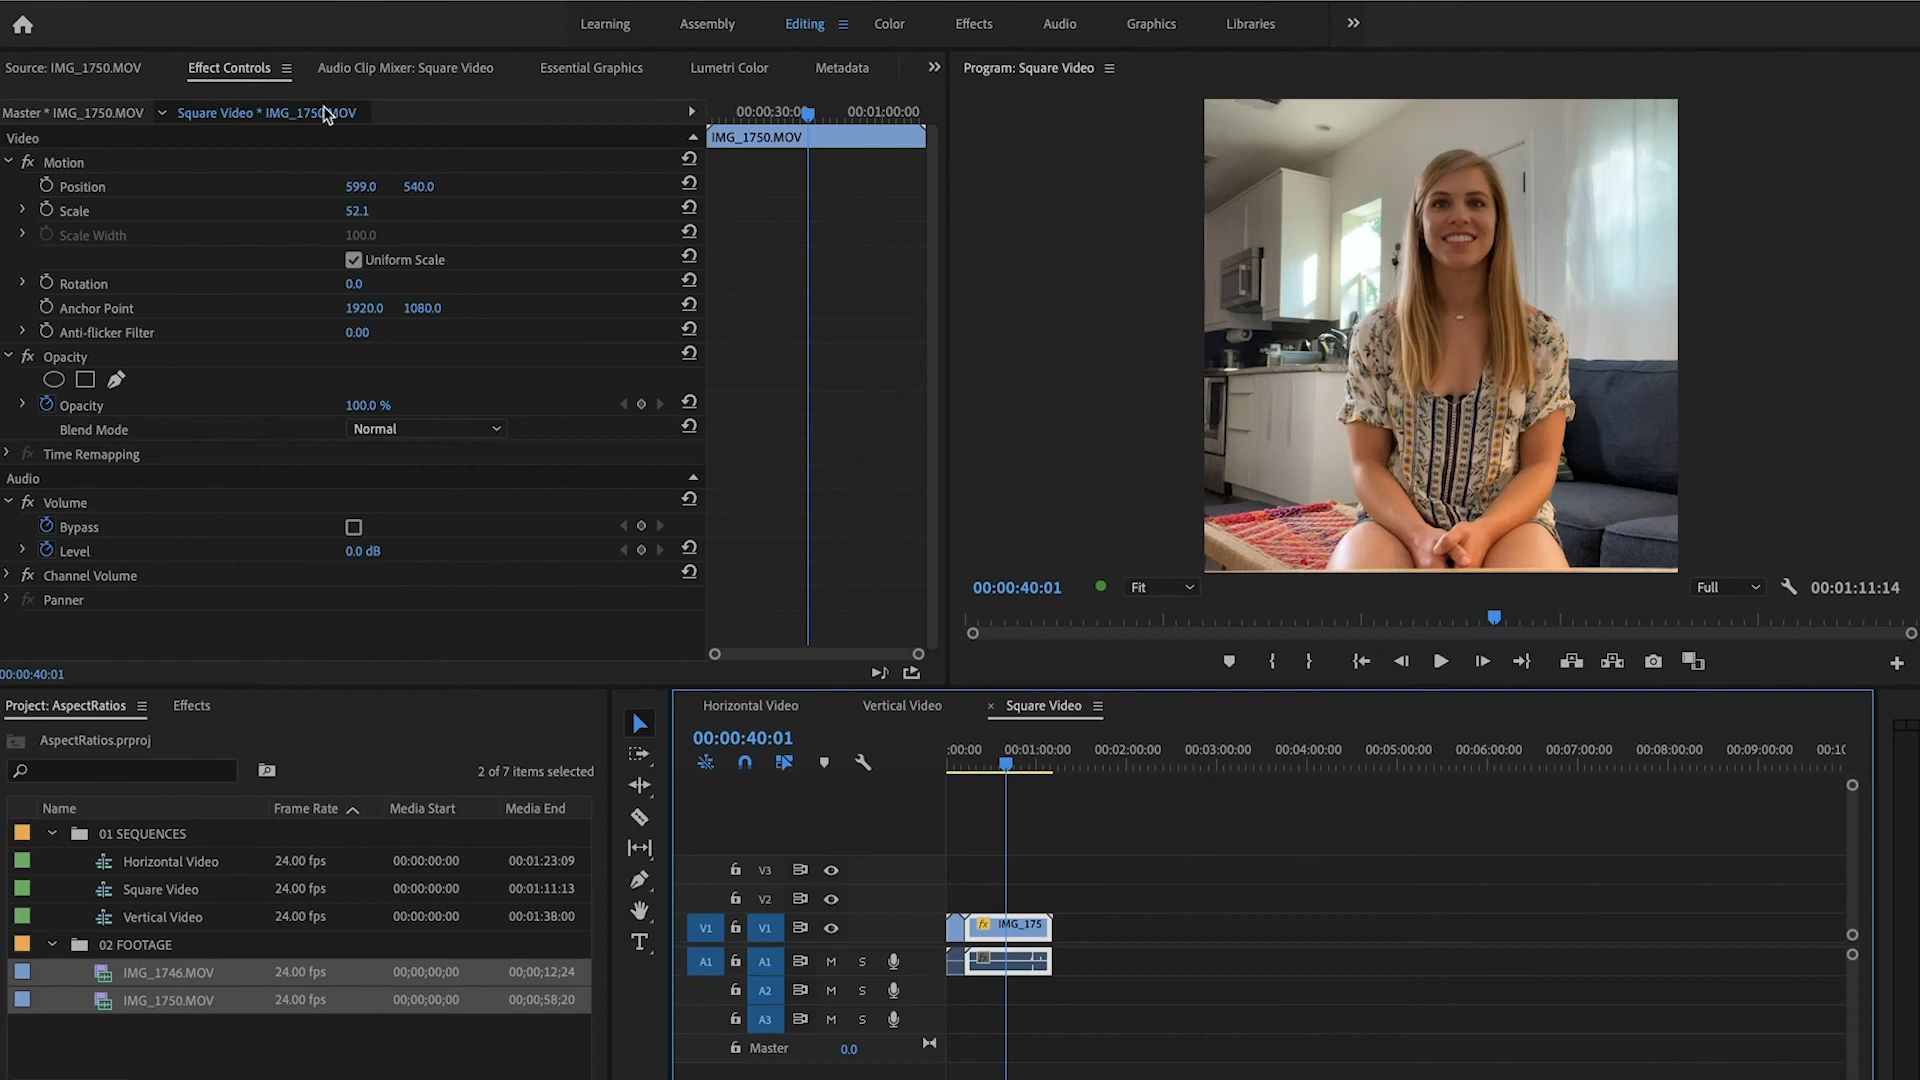 Learning Assembly Editing Color Effects Audio Graphics Libraries
Source: IMG_1750.MOV Effect Controls Audio Clip Mixer: Square Video Essential Graphics Lumetri Color Metadata
Program: Square Video
Master * IMG_1750.MOV Square Video * IMG_1750.MOV
00:00:30:00 00:01:00:00
Video
IMG_1750.MOV
fx Motion
Position 599.0 540.0
Scale 52.1
Scale Width 100.0
Uniform Scale
Rotation 0.0
Anchor Point 1920.0 1080.0
Anti-flicker Filter 0.00
fx Opacity
Opacity 100.0 %
Blend Mode Normal
fx Time Remapping
Audio
fx Volume
Bypass
Level 0.0 dB
fx Channel Volume
fx Panner
00:00:40:01
00:00:40:01 Fit Full 00:01:11:14
Project: AspectRatios Effects
AspectRatios.prproj
2 of 7 items selected
Name Frame Rate Media Start Media End
01 SEQUENCES
Horizontal Video 24.00 fps 00:00:00:00 00:01:23:09
Square Video 24.00 fps 00:00:00:00 00:01:11:13
Vertical Video 24.00 fps 00:00:00:00 00:01:38:00
02 FOOTAGE
IMG_1746.MOV 24.00 fps 00;00;00;00 00;00;12;24
IMG_1750.MOV 24.00 fps 00;00;00;00 00;00;58;20
T
Horizontal Video Vertical Video × Square Video
00:00:40:01
:00:00 00:01:00:00 00:02:00:00 00:03:00:00 00:04:00:00 00:05:00:00 00:06:00:00 00:07:00:00 00:08:00:00 00:09:00:00 00:10
V3
V2
V1 V1 fx IMG_175
A1 A1 M S fx
A2 M S
A3 M S
Master 0.0